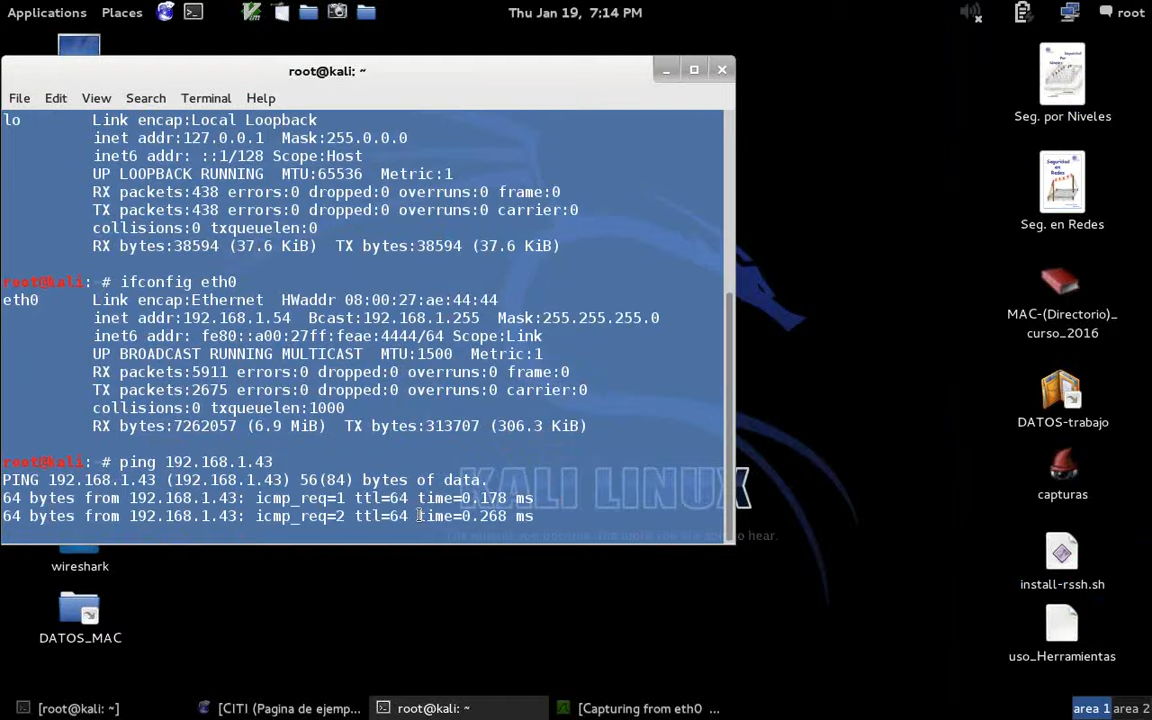 Applications Places Thu Jan 19, 7:14 PM root
root@kali: ~
File Edit View Search Terminal Help
lo Link encap:Local Loopback
inet addr:127.0.0.1 Mask:255.0.0.0
inet6 addr: ::1/128 Scope:Host
UP LOOPBACK RUNNING MTU:65536 Metric:1
RX packets:438 errors:0 dropped:0 overruns:0 frame:0
TX packets:438 errors:0 dropped:0 overruns:0 carrier:0
collisions:0 txqueuelen:0
RX bytes:38594 (37.6 KiB) TX bytes:38594 (37.6 KiB)
root@kali:~# ifconfig eth0
eth0 Link encap:Ethernet HWaddr 08:00:27:ae:44:44
inet addr:192.168.1.54 Bcast:192.168.1.255 Mask:255.255.255.0
inet6 addr: fe80::a00:27ff:feae:4444/64 Scope:Link
UP BROADCAST RUNNING MULTICAST MTU:1500 Metric:1
RX packets:5911 errors:0 dropped:0 overruns:0 frame:0
TX packets:2675 errors:0 dropped:0 overruns:0 carrier:0
collisions:0 txqueuelen:1000
RX bytes:7262057 (6.9 MiB) TX bytes:313707 (306.3 KiB)
root@kali:~# ping 192.168.1.43
PING 192.168.1.43 (192.168.1.43) 56(84) bytes of data.
64 bytes from 192.168.1.43: icmp_req=1 ttl=64 time=0.178 ms
64 bytes from 192.168.1.43: icmp_req=2 ttl=64 time=0.268 ms
KALI LINUX
hear.
wireshark
DATOS_MAC
Seg. por Niveles
Seg. en Redes
MAC-(Directorio)_
curso_2016
DATOS-trabajo
capturas
install-rssh.sh
uso_Herramientas
[root@kali: ~] [CITI (Pagina de ejemp... root@kali: ~ [Capturing from eth0 ... area 1 area 2